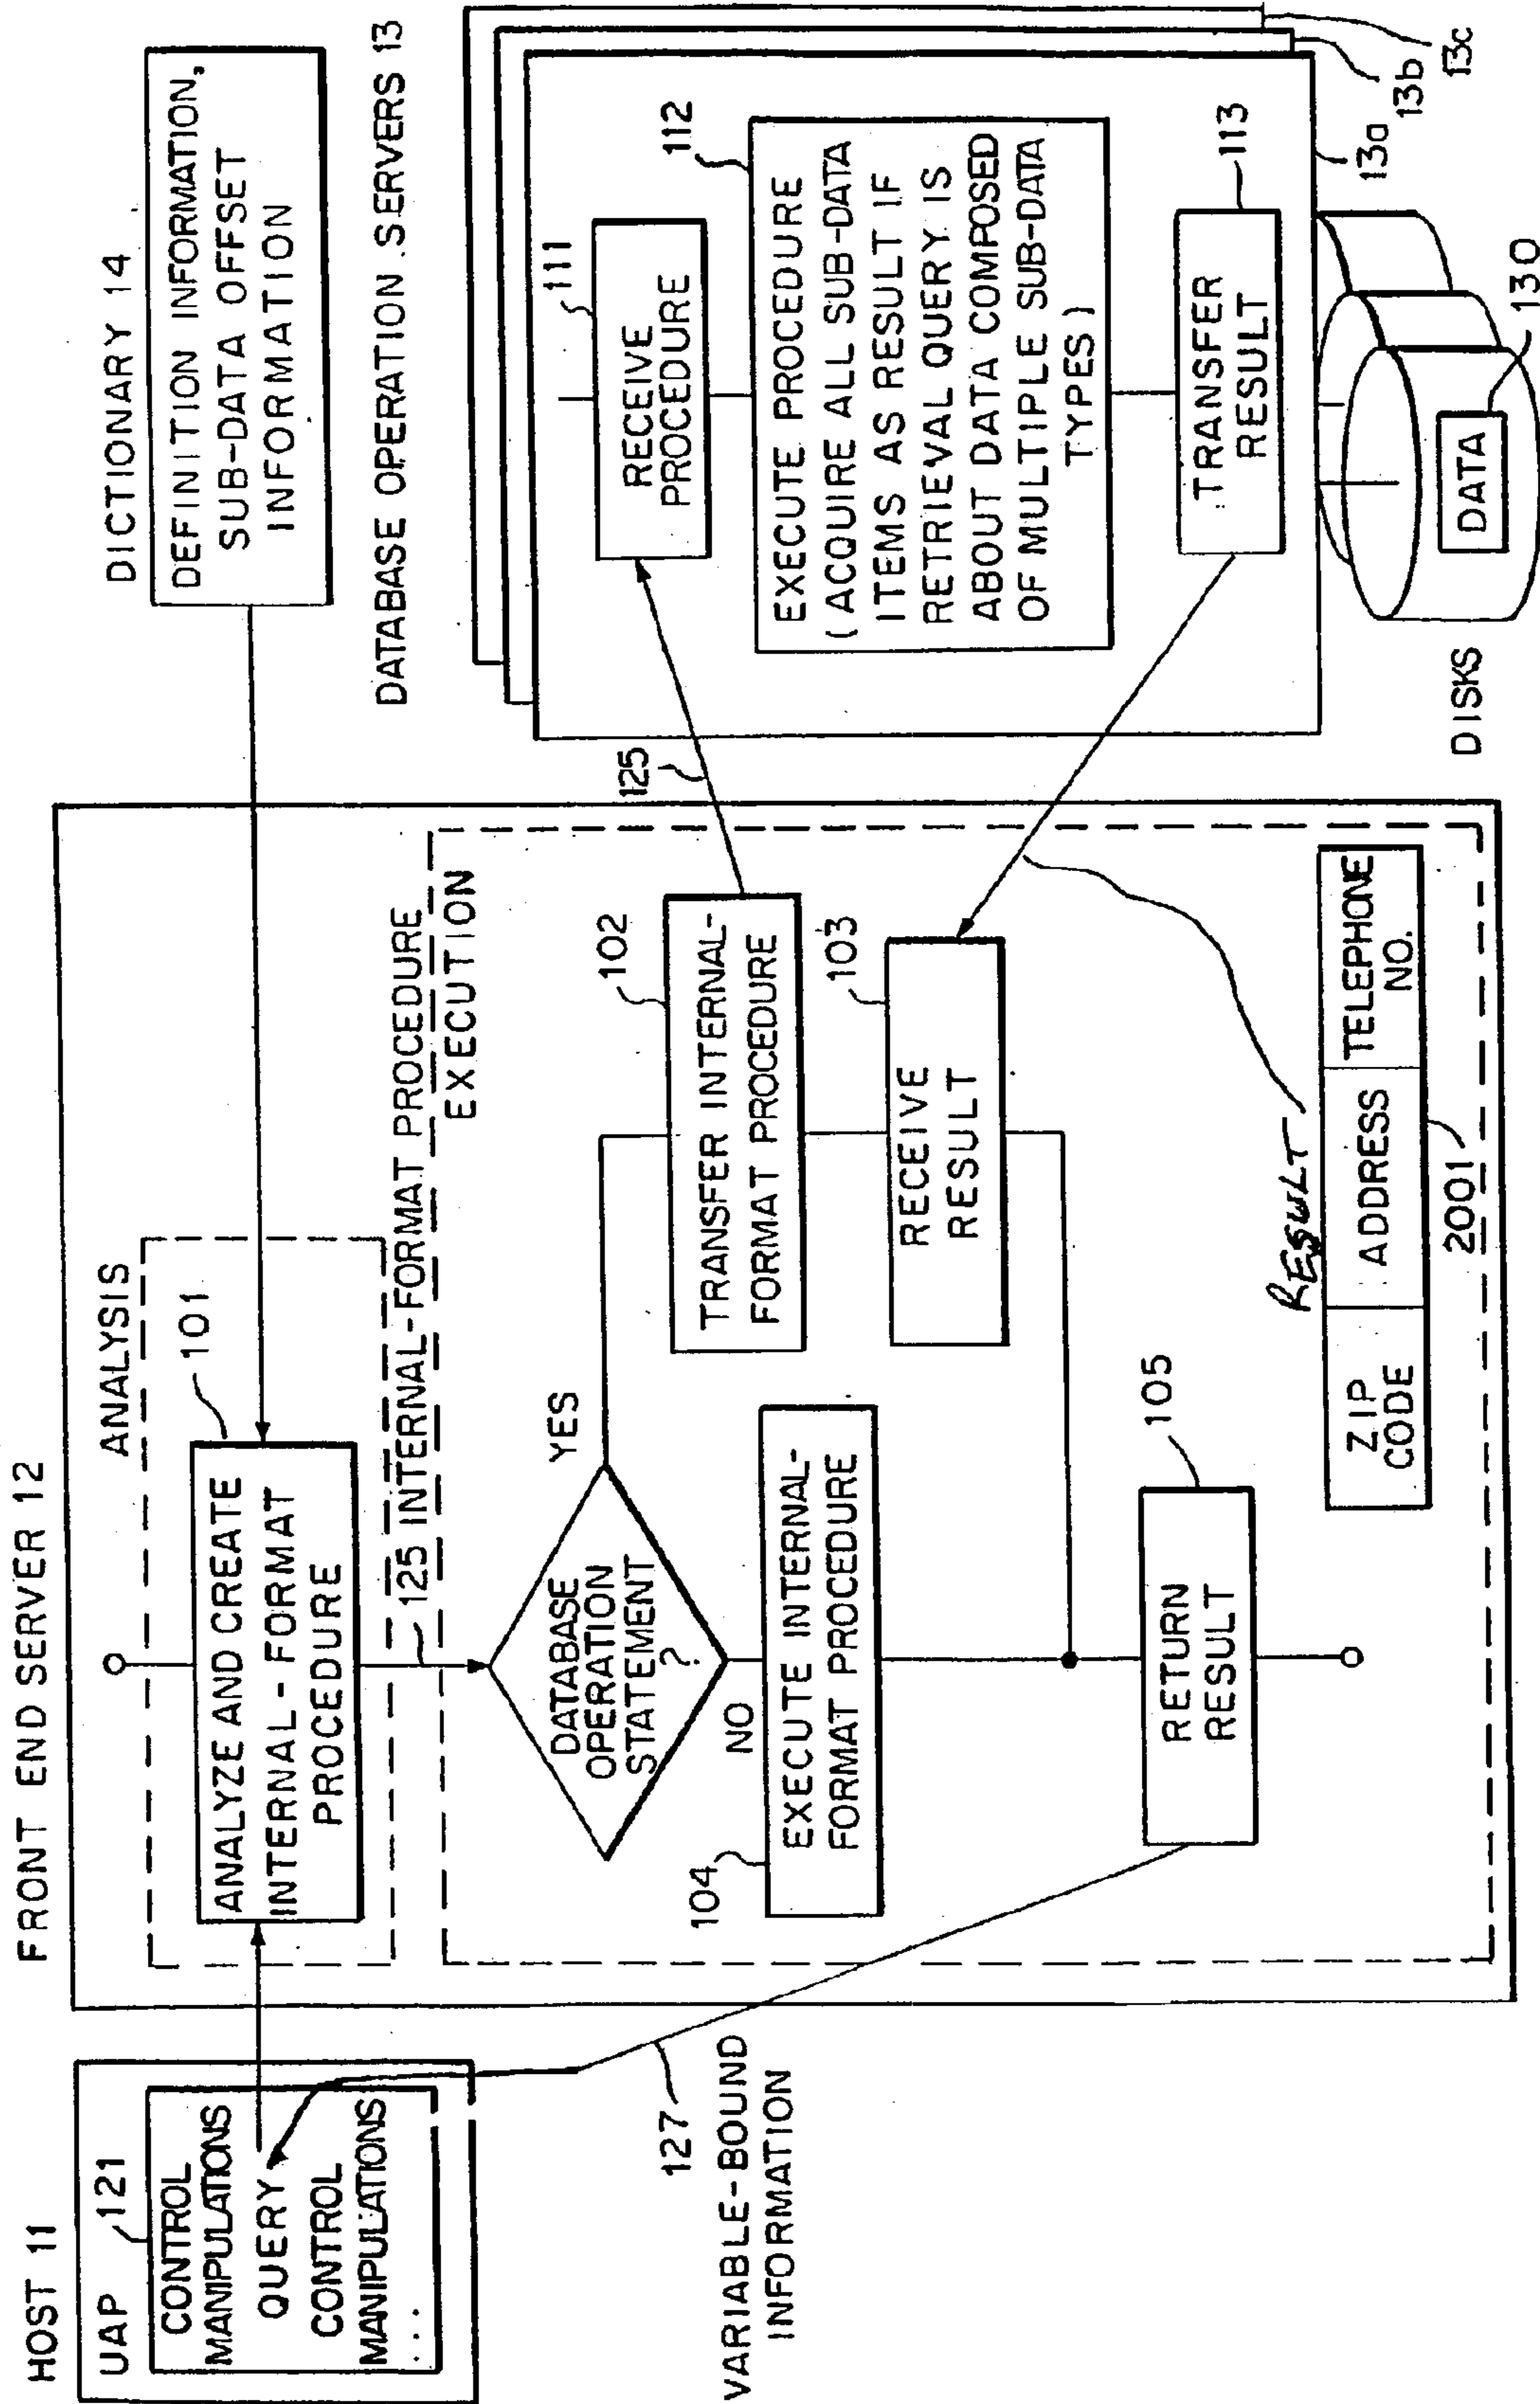 HOST 11
UAP 121
CONTROL
MANIPULATIONS
QUERY
CONTROL
MANIPULATIONS
...
127
VARIABLE-BOUND
INFORMATION
FRONT END SERVER 12
ANALYSIS
101
ANALYZE AND CREATE
INTERNAL-FORMAT
PROCEDURE
125 INTERNAL-FORMAT PROCEDURE
EXECUTION
DATABASE
OPERATION
STATEMENT
?
YES
NO
102
TRANSFER INTERNAL-
FORMAT PROCEDURE
103
RECEIVE
RESULT
104
EXECUTE INTERNAL-
FORMAT PROCEDURE
105
RETURN
RESULT
RESULT
ZIP
CODE
ADDRESS
TELEPHONE
NO.
2001
DICTIONARY 14
DEFINITION INFORMATION,
SUB-DATA OFFSET
INFORMATION
DATABASE OPERATION SERVERS 13
125
111
RECEIVE
PROCEDURE
112
EXECUTE PROCEDURE
(ACQUIRE ALL SUB-DATA
ITEMS AS RESULT IF
RETRIEVAL QUERY IS
ABOUT DATA COMPOSED
OF MULTIPLE SUB-DATA
TYPES)
113
TRANSFER
RESULT
13a
13b
13c
DISKS
DATA
130